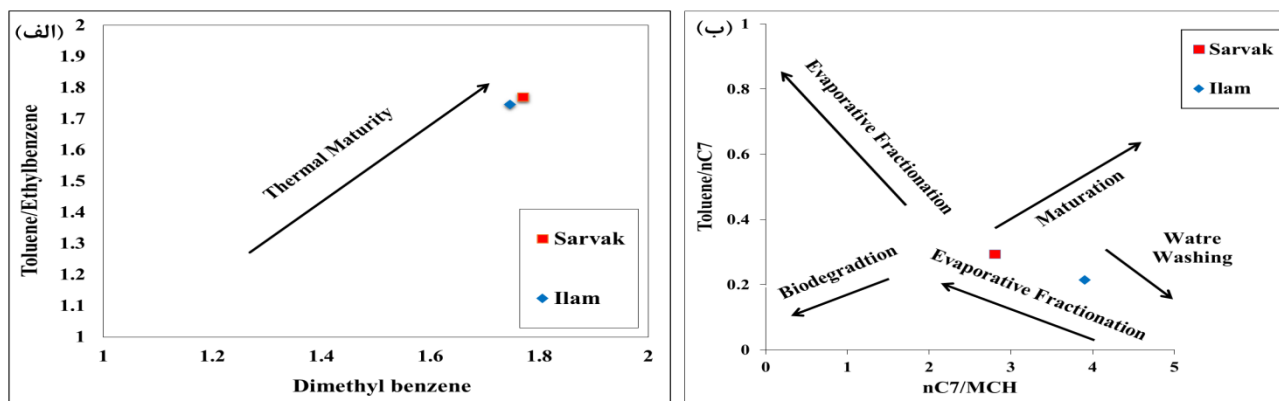 (الف)
Toluene/Ethylbenzene
2
1.9
1.8
1.7
1.6
1.5
1.4
1.3
1.2
1.1
1
Thermal Maturity
Sarvak
Ilam
1
1.2
1.4
1.6
1.8
2
Dimethyl benzene
(ب)
Toluene/nC7
1
0.8
0.6
0.4
0.2
0
Evaporative Fractionation
Maturation
Watre
Washing
Biodegradtion
Evaporative Fractionation
Sarvak
Ilam
0
1
2
3
4
5
nC7/MCH